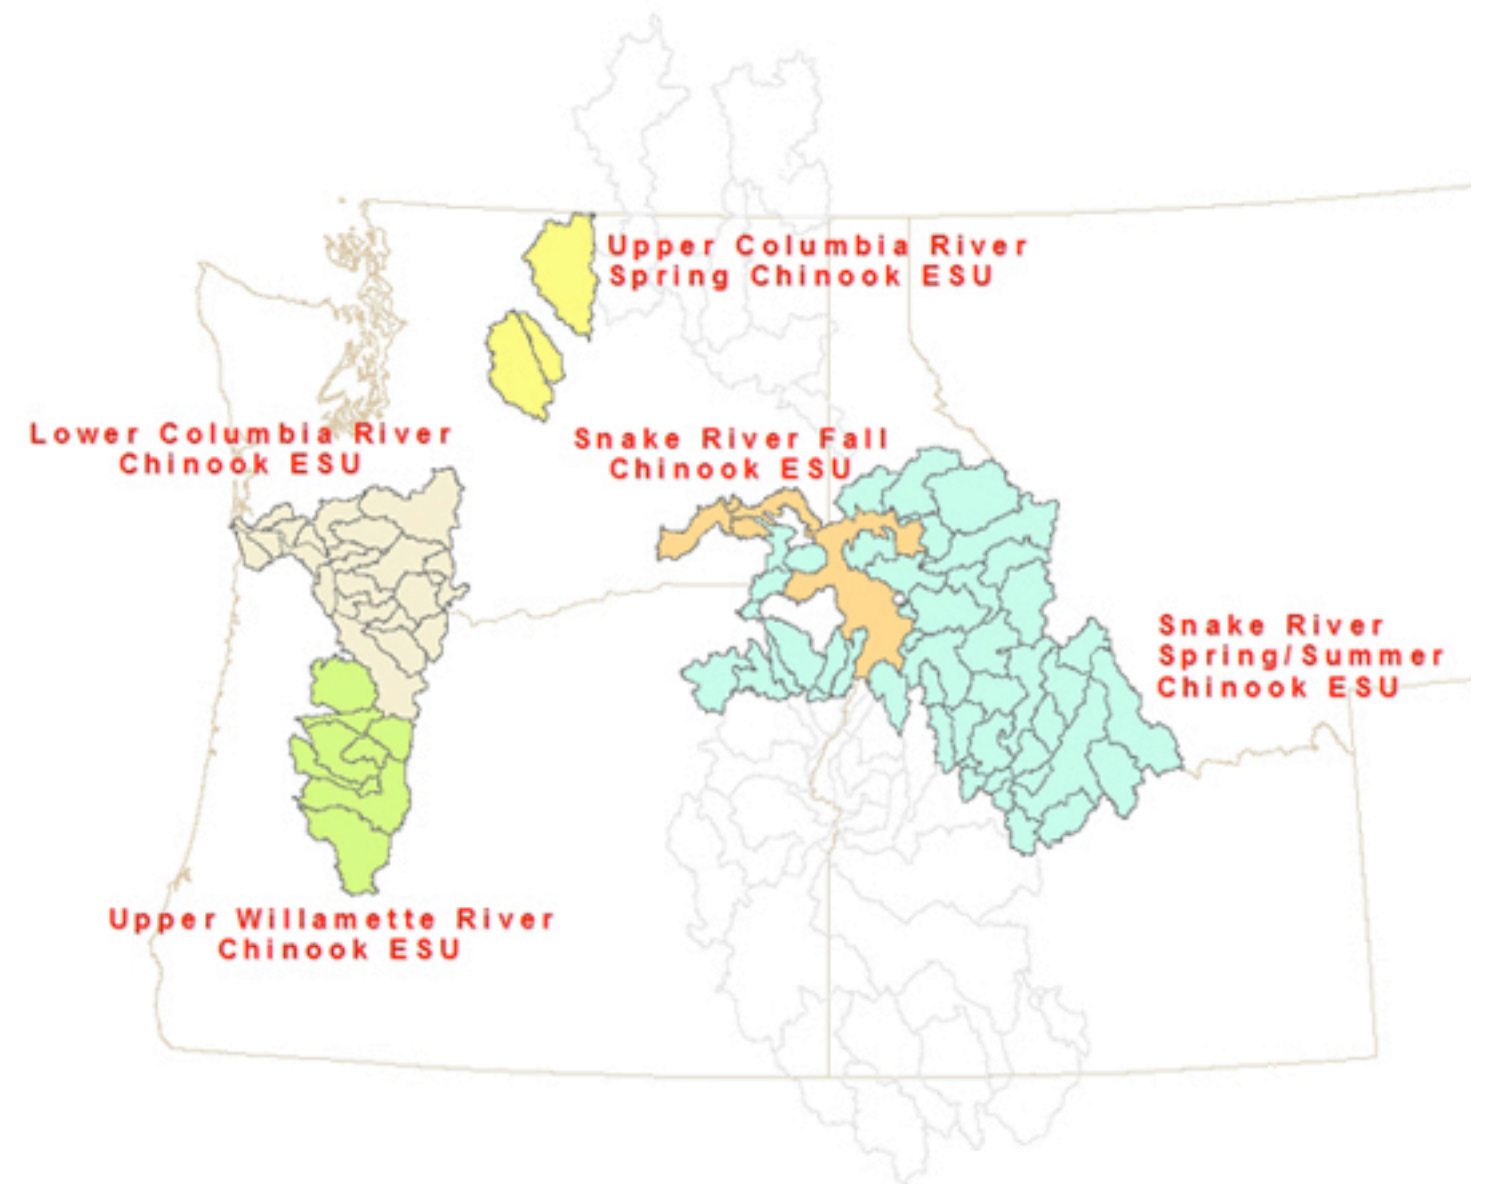 Upper Columbia River
Spring Chinook ESU
Lower Columbia River
Chinook ESU
Snake River Fall
Chinook ESU
Snake River
Spring/Summer
Chinook ESU
Upper Willamette River
Chinook ESU